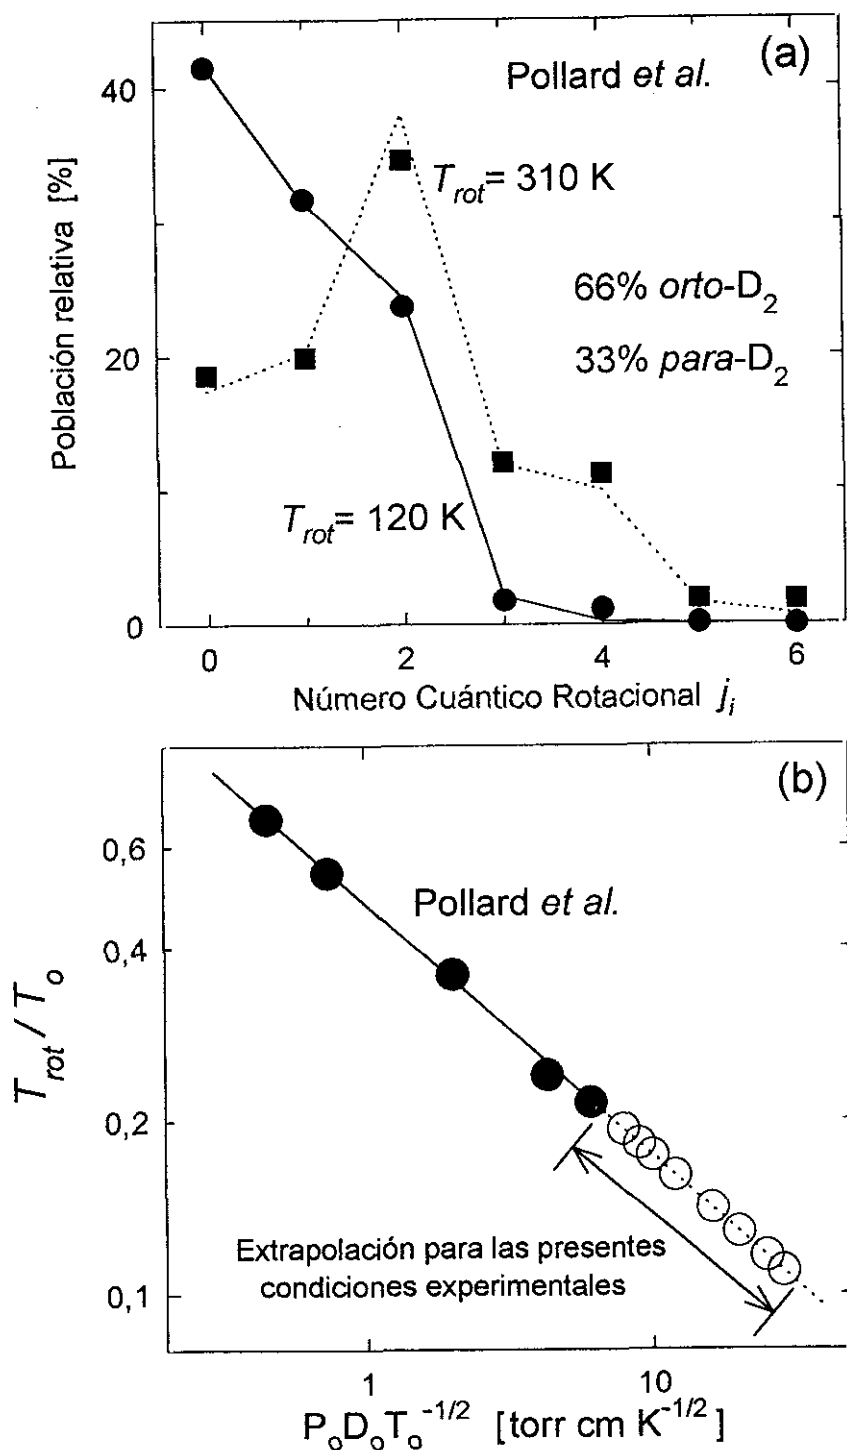 (a)
Pollard et al.
T_rot = 310 K
66% orto-D₂
33% para-D₂
T_rot = 120 K
Población relativa [%]
40
20
0
0 2 4 6
Número Cuántico Rotacional j_i
(b)
Pollard et al.
T_rot / T_o
0,6
0,4
0,2
0,1
Extrapolación para las presentes
condiciones experimentales
1 10
P_oD_oT_o^-1/2 [torr cm K^-1/2]